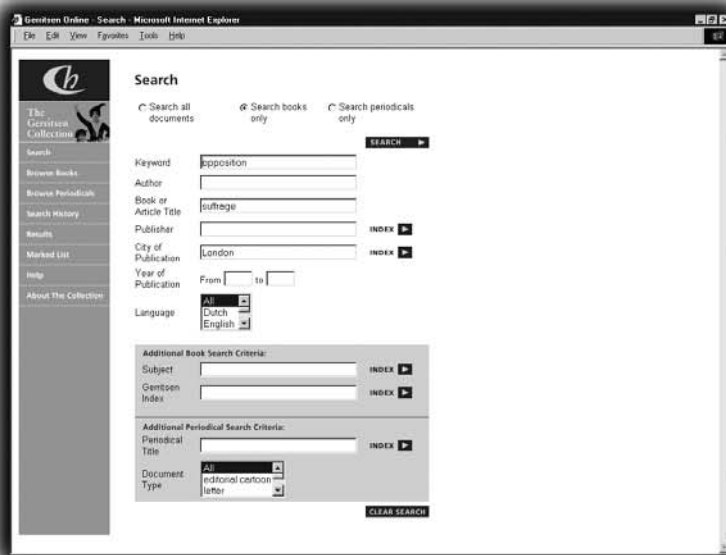 Gerritsen Online - Search - Microsoft Internet Explorer
File Edit View Favorites Tools Help
Ch
The
Gerritsen
Collection
Search
Browse Books
Browse Periodicals
Search History
Results
Marked List
Help
About The Collection
Search
Search all documents
Search books only
Search periodicals only
SEARCH
Keyword opposition
Author
Book or
Article Title suffrage
Publisher INDEX
City of
Publication London INDEX
Year of
Publication From to
Language All
Dutch
English
Additional Book Search Criteria:
Subject INDEX
Gerritsen
Index INDEX
Additional Periodical Search Criteria:
Periodical
Title INDEX
Document
Type All
editorial cartoon
letter
CLEAR SEARCH